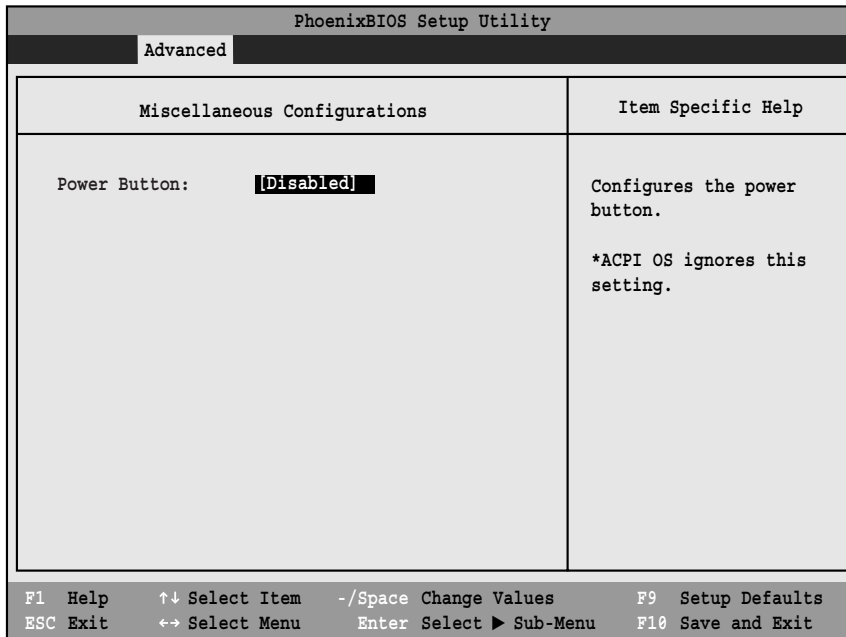 PhoenixBIOS Setup Utility
Advanced
Miscellaneous Configurations
Item Specific Help
Power Button: [Disabled]
Configures the power
button.
*ACPI OS ignores this
setting.
F1 Help ↑↓ Select Item -/Space Change Values F9 Setup Defaults
ESC Exit ←→ Select Menu Enter Select ▶ Sub-Menu F10 Save and Exit